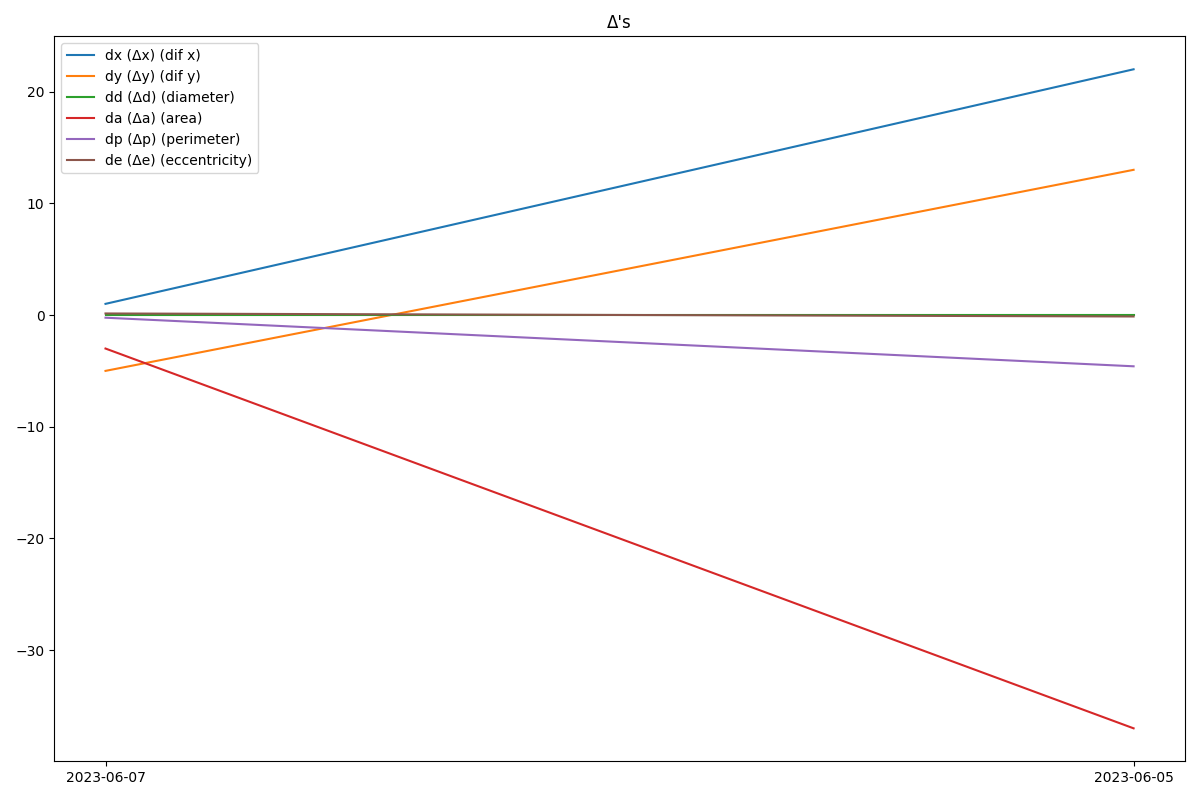 Δ's
dx (Δx) (dif x)
dy (Δy) (dif y)
dd (Δd) (diameter)
da (Δa) (area)
dp (Δp) (perimeter)
de (Δe) (eccentricity)
20
10
0
−10
−20
−30
2023-06-07 2023-06-05